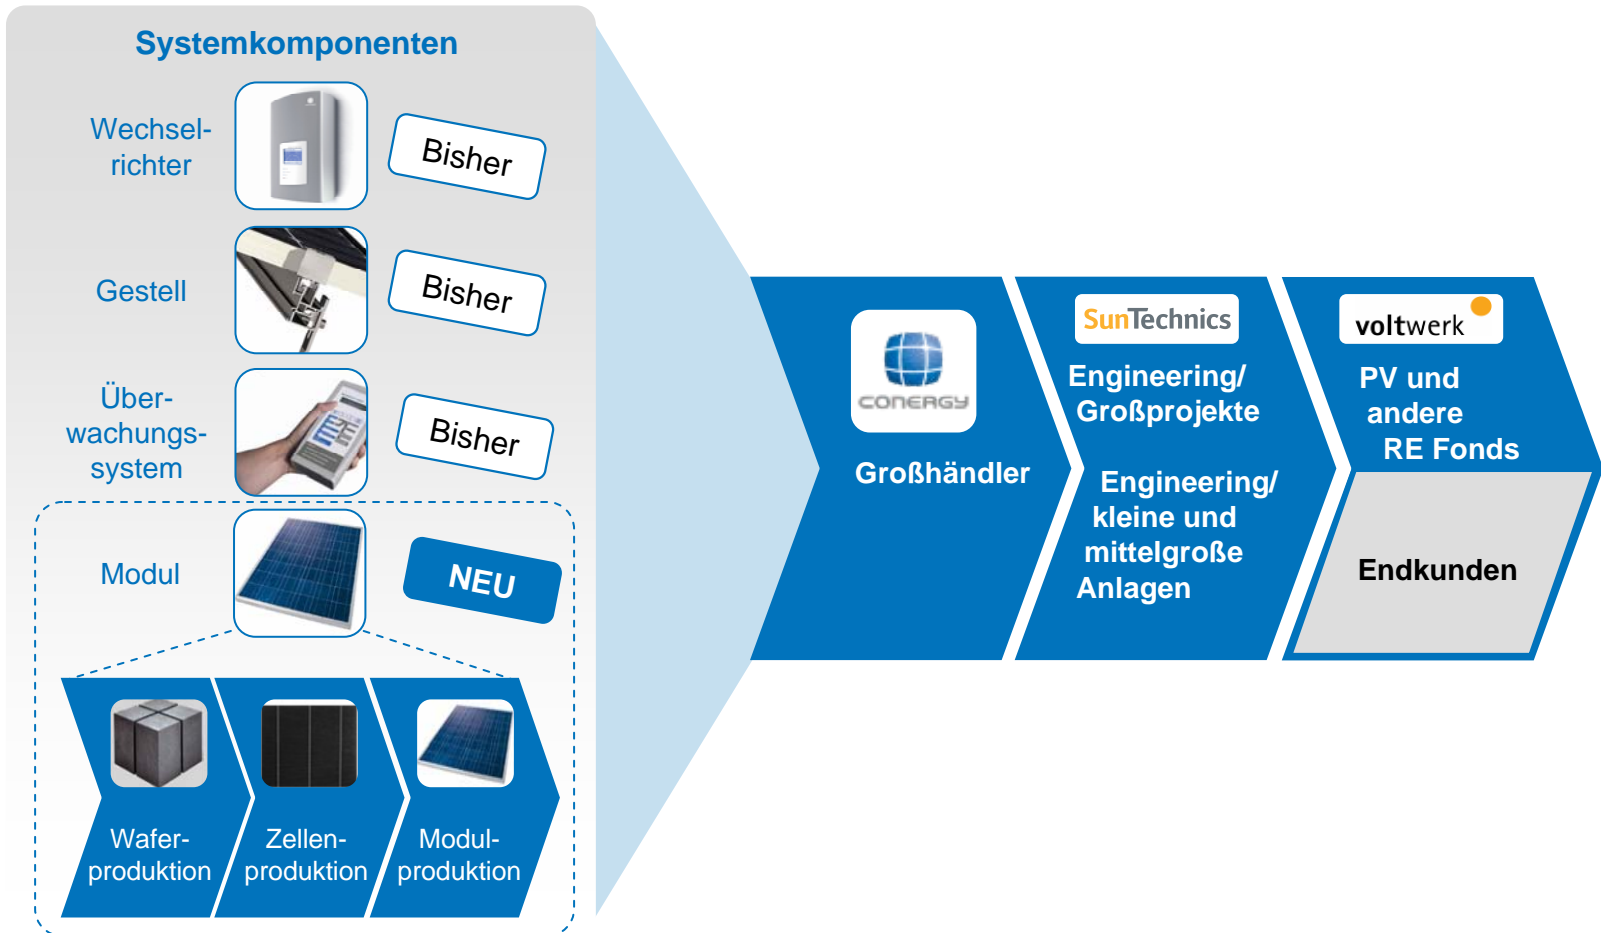 Systemkomponenten
Wechsel-
richter
Bisher
Gestell
Bisher
Über-
wachungs-
system
Bisher
Modul
NEU
Wafer-
produktion
Zellen-
produktion
Modul-
produktion
CONERGY
Großhändler
SunTechnics
Engineering/
Großprojekte
Engineering/
kleine und
mittelgroße
Anlagen
voltwerk
PV und
andere
RE Fonds
Endkunden